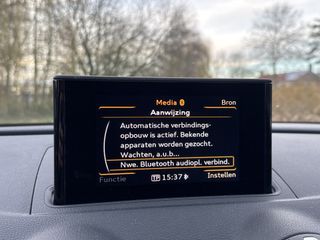 Media Bron
Aanwijzing
Automatische verbindings-
opbouw is actief. Bekende
apparaten worden gezocht.
Wachten, a.u.b...
Nwe. Bluetooth audiopl. verbind.
Functie TP 15:37 Instellen